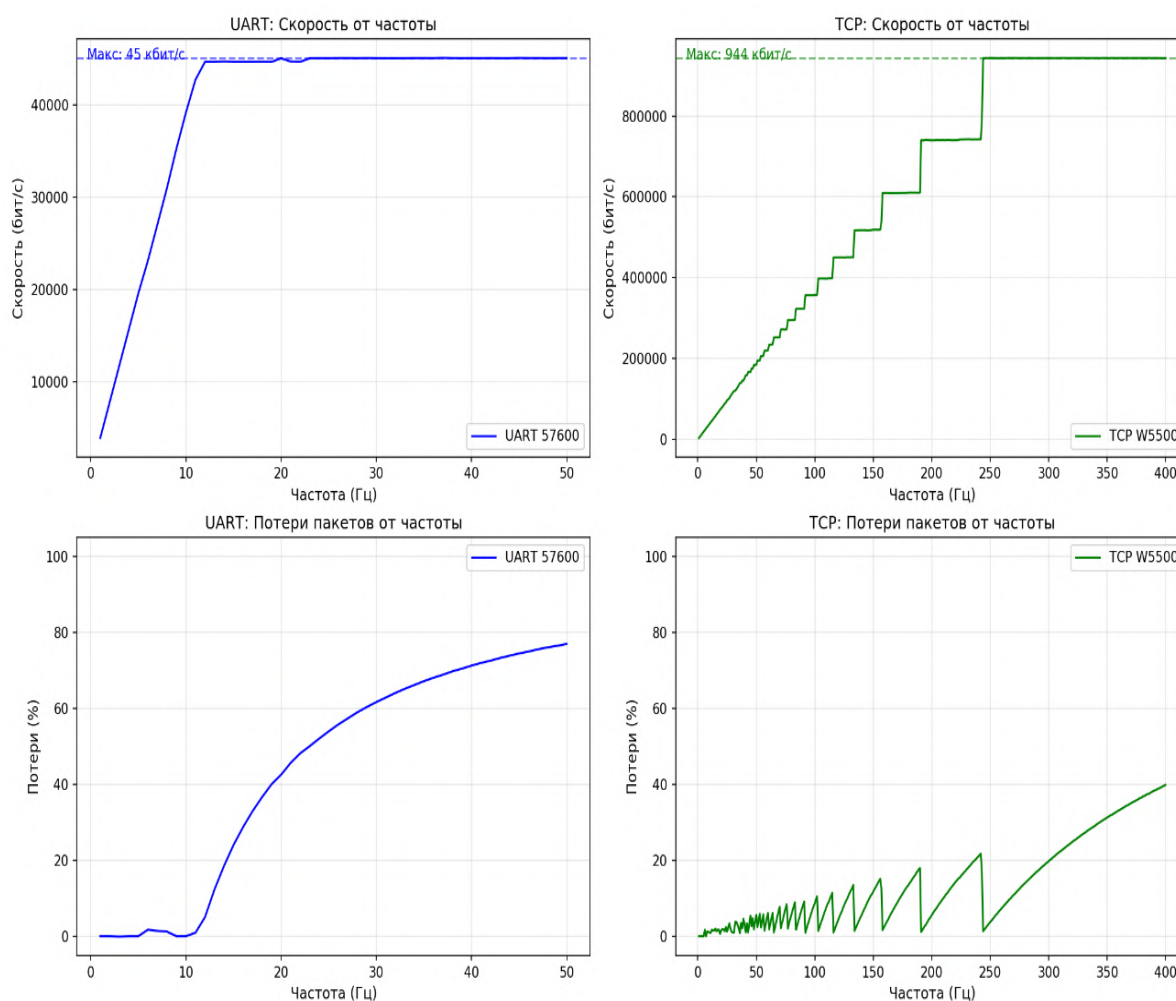 UART: Скорость от частоты
Макс: 45 кбит/с
40000
30000
20000
10000
Скорость (бит/с)
UART 57600
0 10 20 30 40 50
Частота (Гц)
TCP: Скорость от частоты
Макс: 944 кбит/с
800000
600000
400000
200000
0
Скорость (бит/с)
TCP W5500
0 50 100 150 200 250 300 350 400
Частота (Гц)
UART: Потери пакетов от частоты
UART 57600
100
80
60
40
20
0
Потери (%)
0 10 20 30 40 50
Частота (Гц)
TCP: Потери пакетов от частоты
TCP W5500
100
80
60
40
20
0
Потери (%)
0 50 100 150 200 250 300 350 400
Частота (Гц)